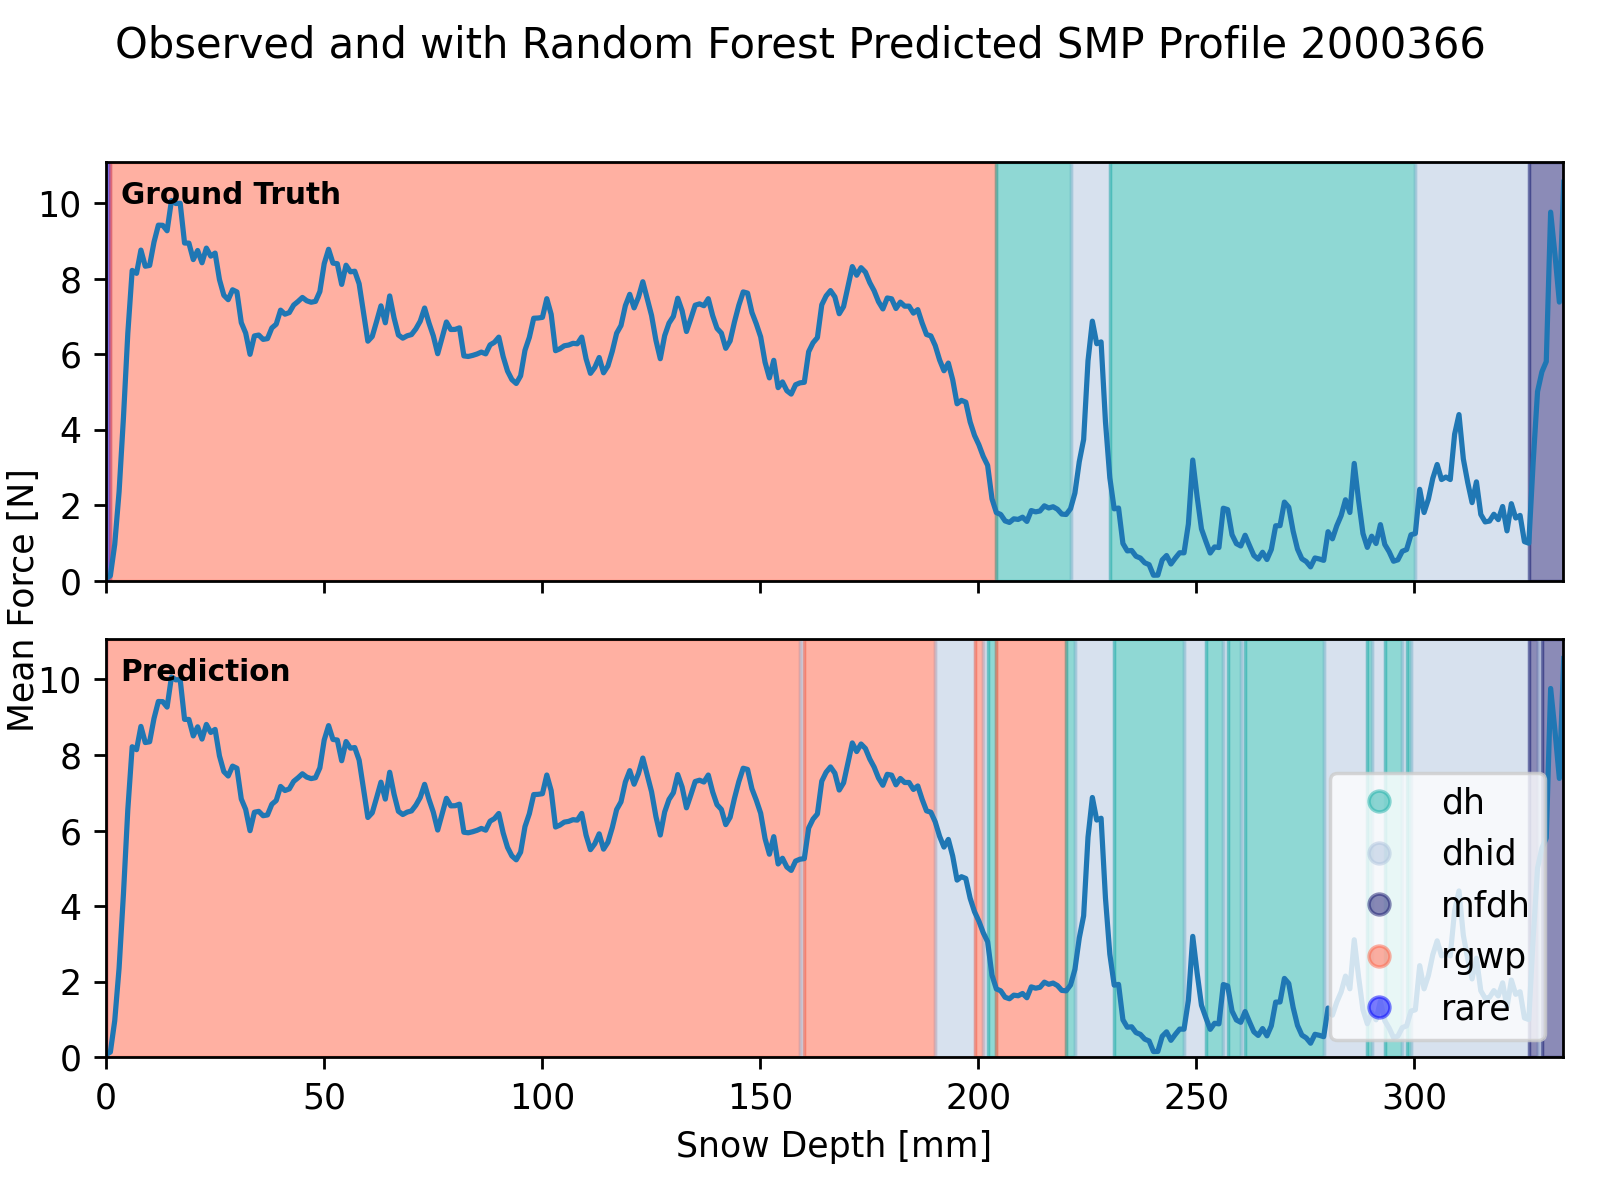 Observed and with Random Forest Predicted SMP Profile 2000366
Ground Truth
10
8
6
4
2
0
Mean Force [N]
Prediction
10
8
6
4
2
0
dh
dhid
mfdh
rgwp
rare
0 50 100 150 200 250 300
Snow Depth [mm]